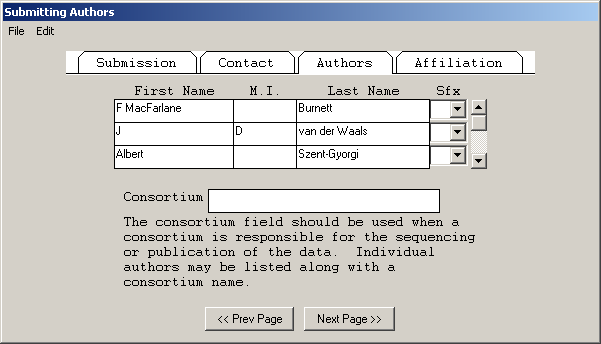 Submitting Authors
File Edit
Submission Contact Authors Affiliation
First Name M.I. Last Name Sfx
F MacFarlane Burnett
J D van der Waals
Albert Szent-Gyorgi
Consortium
The consortium field should be used when a
consortium is responsible for the sequencing
or publication of the data. Individual
authors may be listed along with a
consortium name.
<< Prev Page Next Page >>